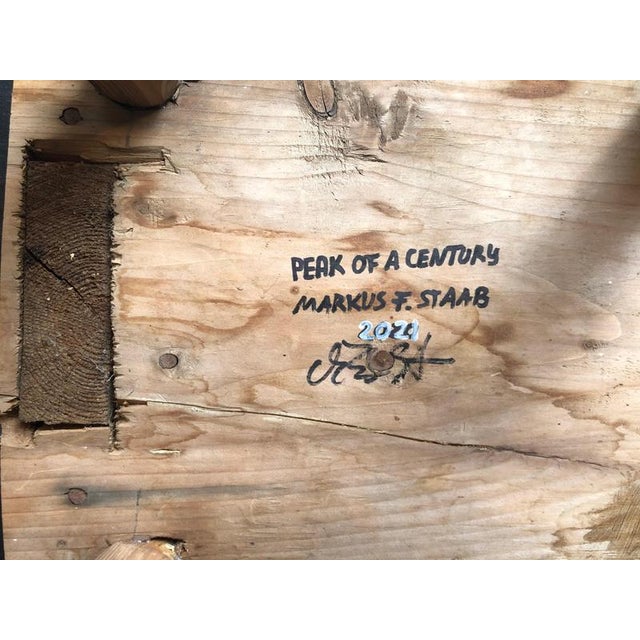 PEAK OF A CENTURY
MARKUS F. STAAB
2021